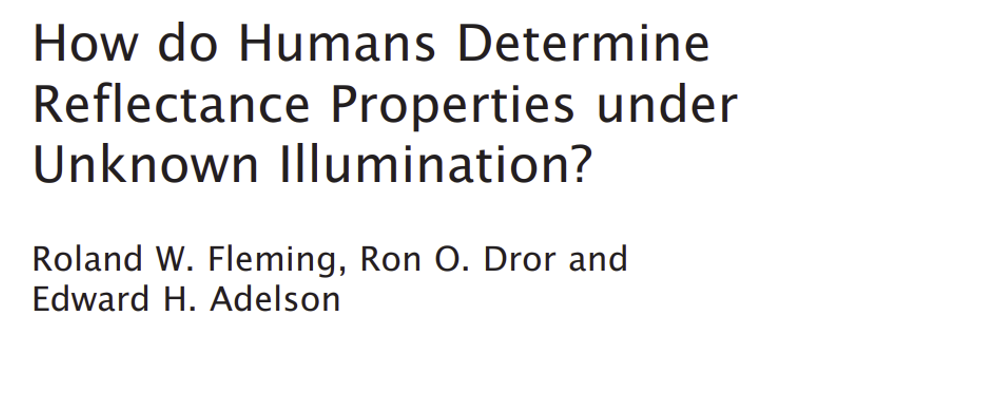 How do Humans Determine
Reflectance Properties under
Unknown Illumination?
Roland W. Fleming, Ron O. Dror and
Edward H. Adelson